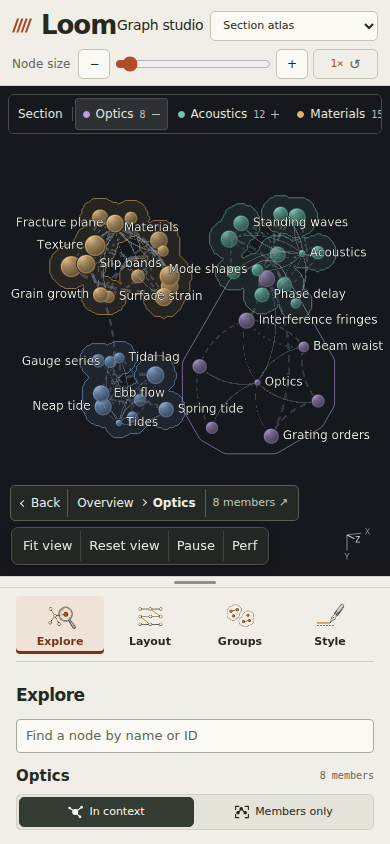 Loom Graph studio Section atlas
Node size − + 1× ↺
Section Optics 8 − Acoustics 12 + Materials 15
Fracture plane
Materials
Standing waves
Texture
Acoustics
Slip bands
Mode shapes
Grain growth
Surface strain
Phase delay
Interference fringes
Beam waist
Gauge series
Tidal lag
Optics
Ebb flow
Neap tide
Spring tide
Tides
Grating orders
‹ Back Overview › Optics 8 members ↗
Fit view Reset view Pause Perf
X
Z
Y
Explore Layout Groups Style
Explore
Find a node by name or ID
Optics 8 members
In context Members only